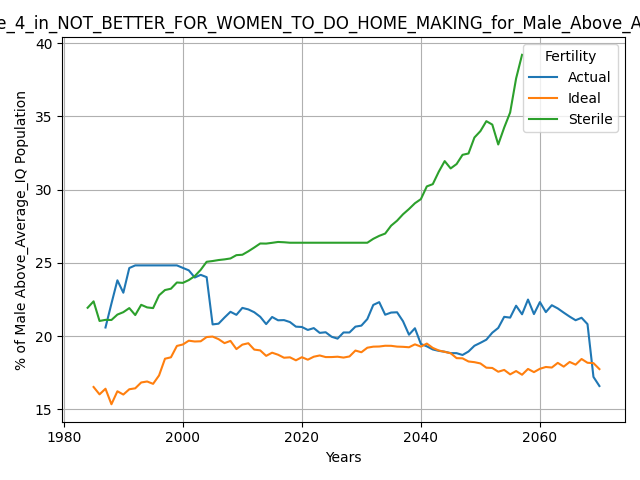 e_4_in_NOT_BETTER_FOR_WOMEN_TO_DO_HOME_MAKING_for_Male_Above_A
40
35
30
25
20
15
% of Male Above_Average_IQ Population
Fertility
Actual
Ideal
Sterile
1980 2000 2020 2040 2060
Years